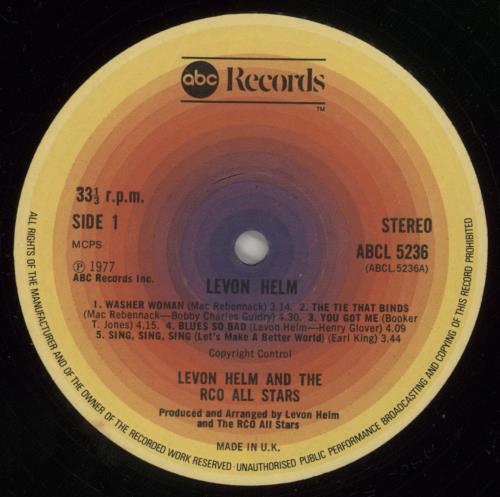 abc Records
TM
33⅓ r.p.m.
SIDE 1
MCPS
STEREO
ABCL 5236
(ABCL.5236A)
Ⓟ 1977
ABC Records Inc.
LEVON HELM
1. WASHER WOMAN (Mac Rebennack) 3.14. 2. THE TIE THAT BINDS
(Mac Rebennack—Bobby Charles Guidry) 4.30. 3. YOU GOT ME (Booker
T. Jones) 4.15. 4. BLUES SO BAD (Levon Helm—Henry Glover) 4.09
5. SING, SING, SING (Let's Make A Better World) (Earl King) 3.44
Copyright Control
LEVON HELM AND THE
RCO ALL STARS
Produced and Arranged by Levon Helm
and The RCO All Stars
MADE IN U.K.
ALL RIGHTS OF THE MANUFACTURER AND OF THE OWNER OF THE RECORDED WORK RESERVED · UNAUTHORISED PUBLIC PERFORMANCE BROADCASTING AND COPYING OF THIS RECORD PROHIBITED